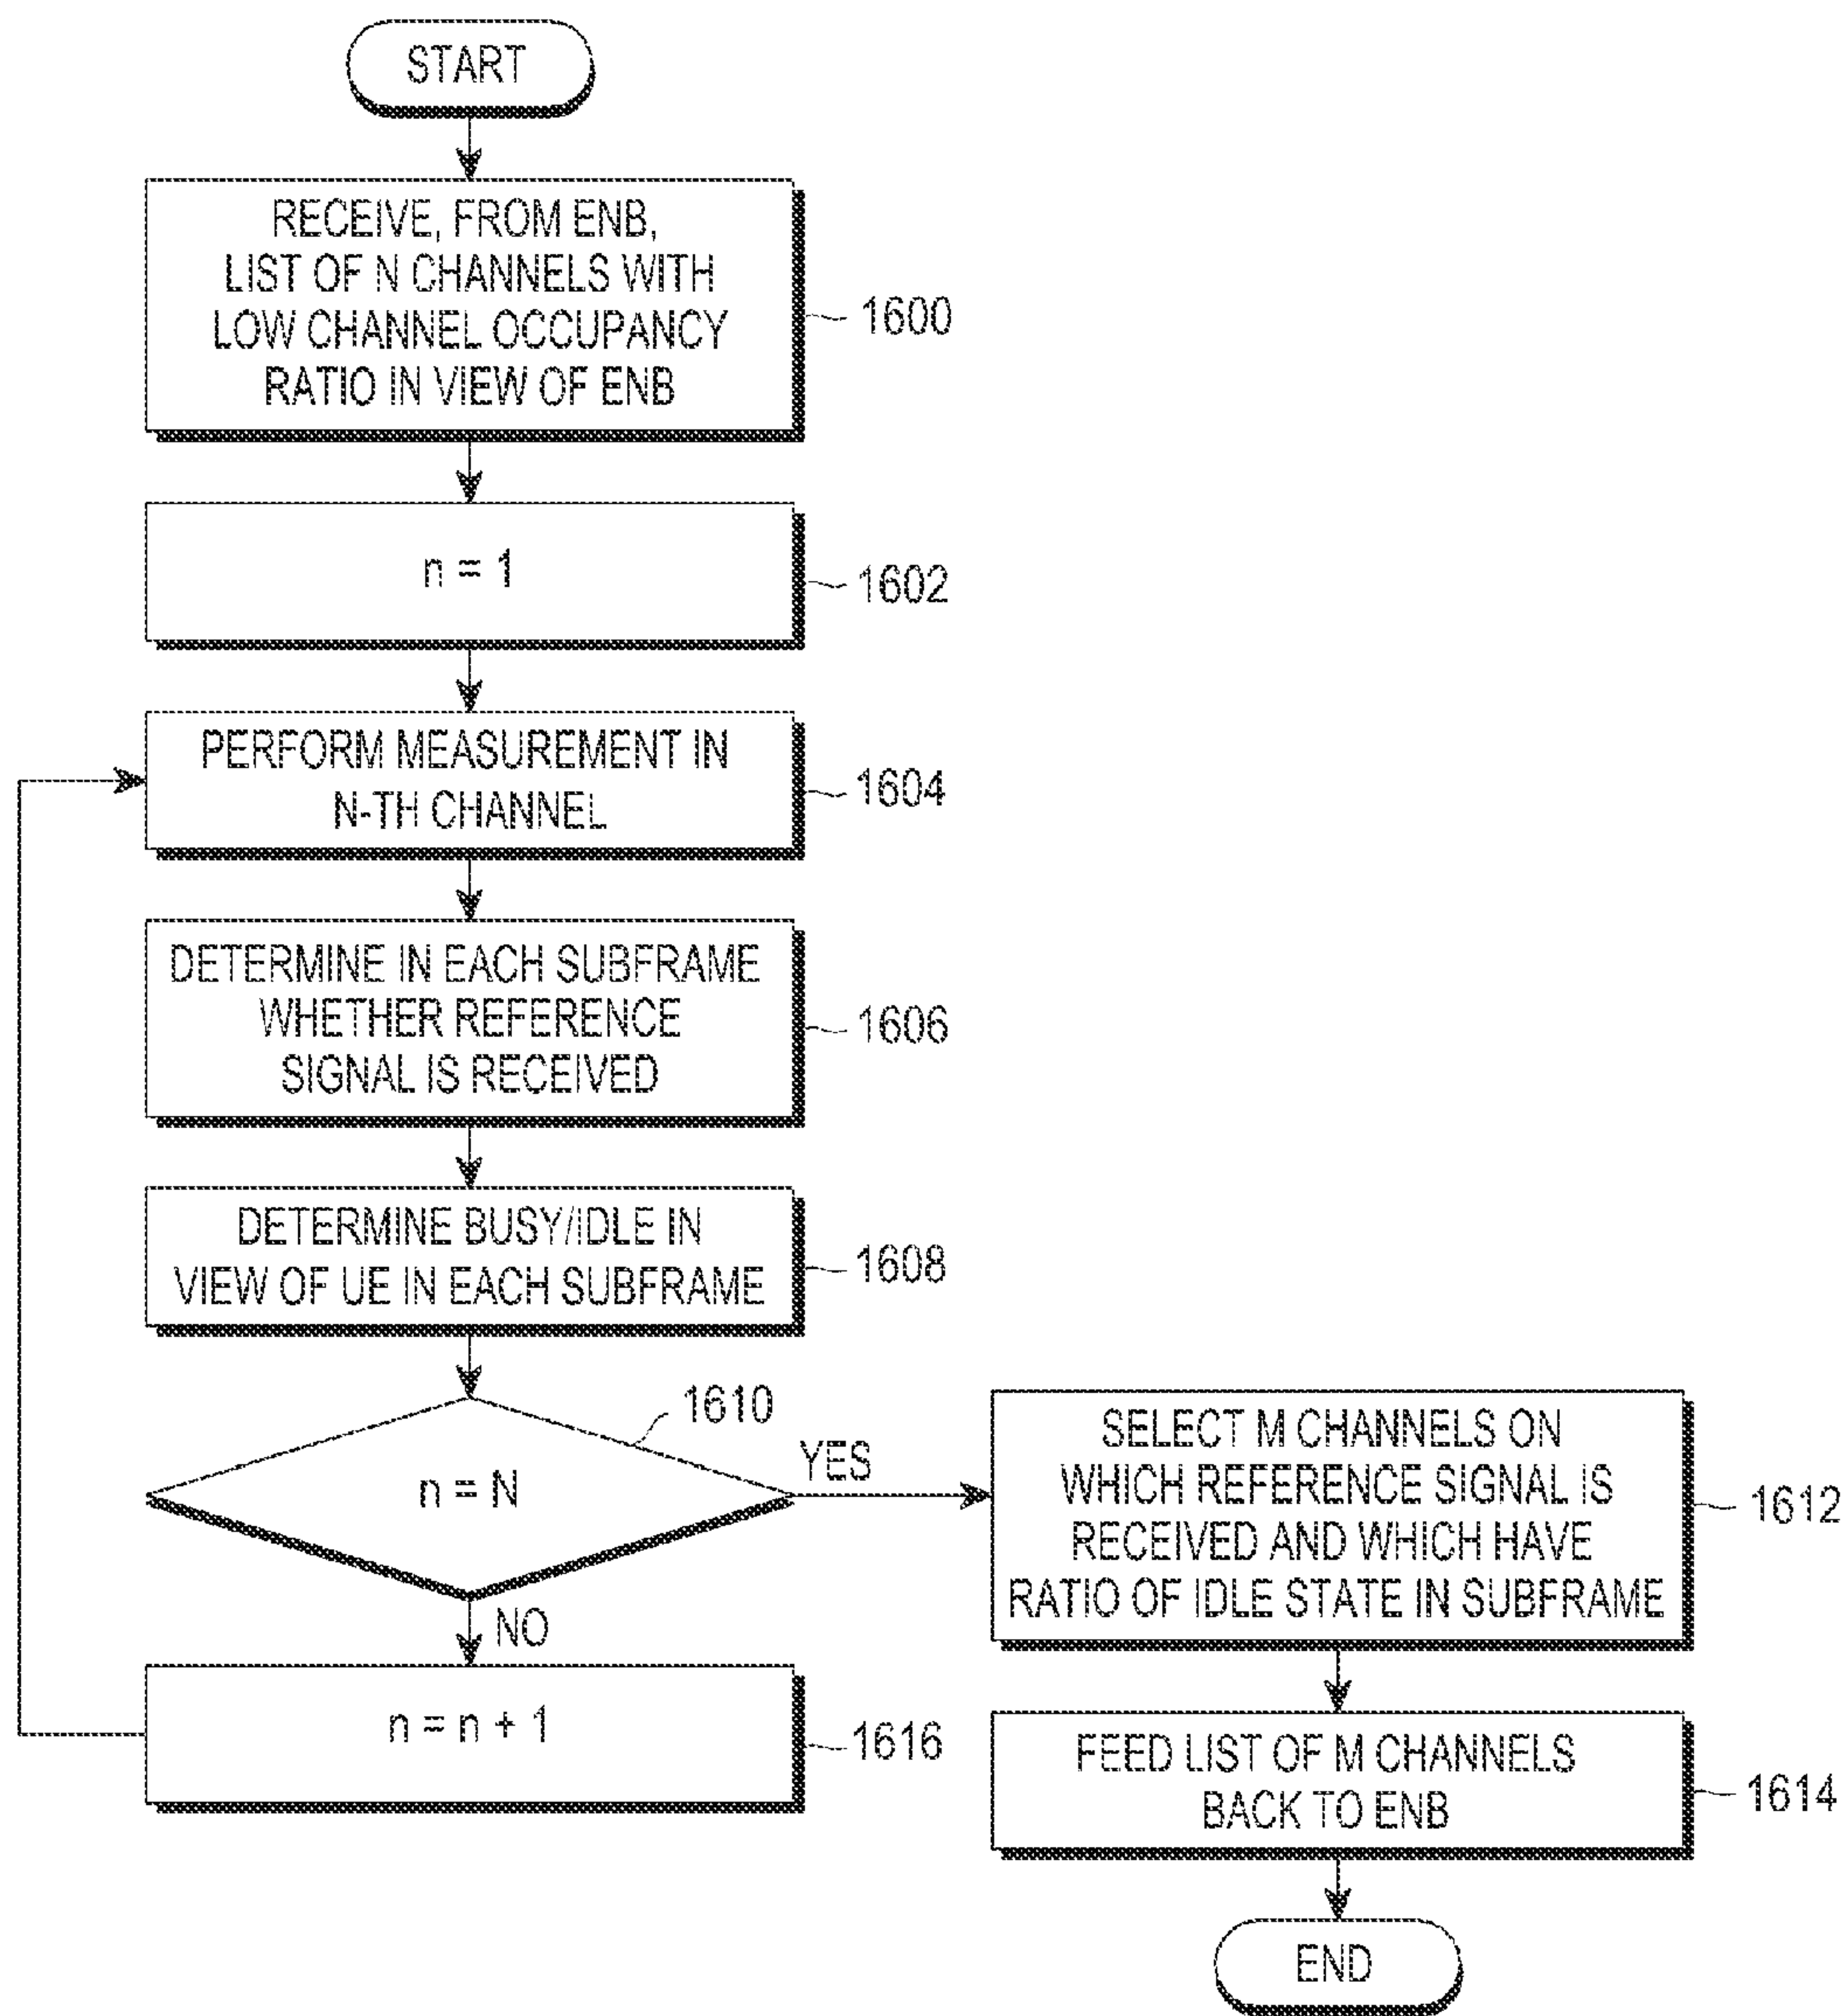 START
RECEIVE, FROM ENB,
LIST OF N CHANNELS WITH
LOW CHANNEL OCCUPANCY
RATIO IN VIEW OF ENB
1600
n = 1
1602
PERFORM MEASUREMENT IN
N-TH CHANNEL
1604
DETERMINE IN EACH SUBFRAME
WHETHER REFERENCE
SIGNAL IS RECEIVED
1606
DETERMINE BUSY/IDLE IN
VIEW OF UE IN EACH SUBFRAME
1608
n = N
1610
YES
NO
n = n + 1
1616
SELECT M CHANNELS ON
WHICH REFERENCE SIGNAL IS
RECEIVED AND WHICH HAVE
RATIO OF IDLE STATE IN SUBFRAME
1612
FEED LIST OF M CHANNELS
BACK TO ENB
1614
END